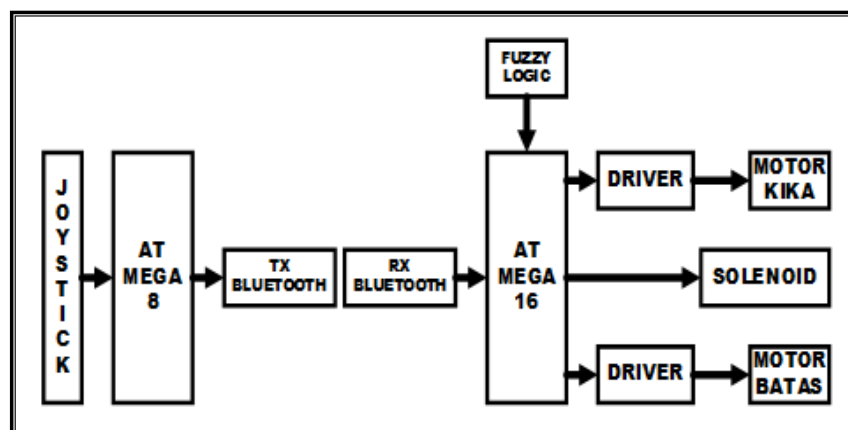 FUZZY
LOGIC
J
O
Y
S
T
I
C
K
AT
MEGA
8
TX
BLUETOOTH
RX
BLUETOOTH
AT
MEGA
16
DRIVER
MOTOR
KIKA
SOLENOID
DRIVER
MOTOR
BATAS